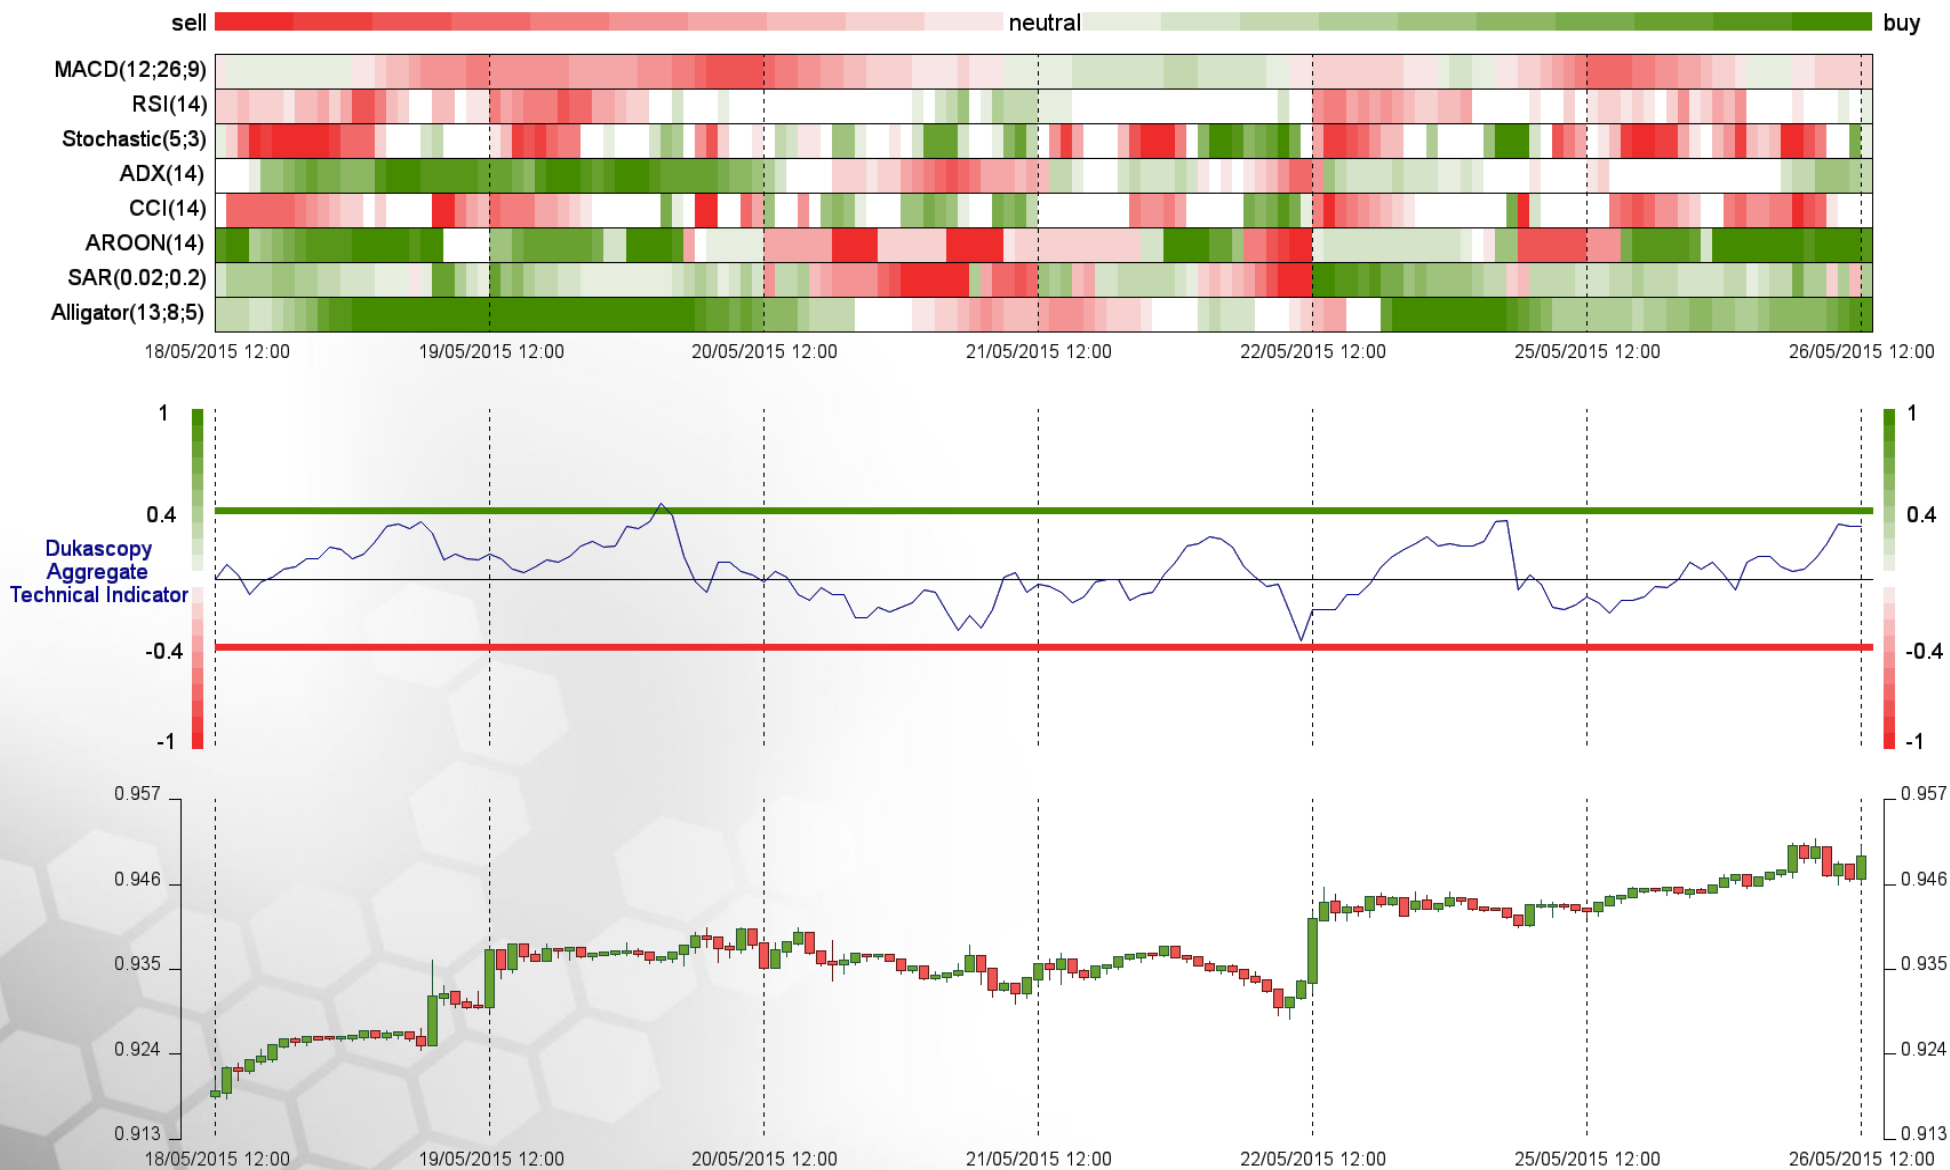 sell neutral buy
MACD(12;26;9)
RSI(14)
Stochastic(5;3)
ADX(14)
CCI(14)
AROON(14)
SAR(0.02;0.2)
Alligator(13;8;5)
18/05/2015 12:00 19/05/2015 12:00 20/05/2015 12:00 21/05/2015 12:00 22/05/2015 12:00 25/05/2015 12:00 26/05/2015 12:00
1 1
0.4 0.4
Dukascopy
Aggregate
Technical Indicator
-0.4 -0.4
-1 -1
0.957 0.957
0.946 0.946
0.935 0.935
0.924 0.924
0.913 0.913
18/05/2015 12:00 19/05/2015 12:00 20/05/2015 12:00 21/05/2015 12:00 22/05/2015 12:00 25/05/2015 12:00 26/05/2015 12:00